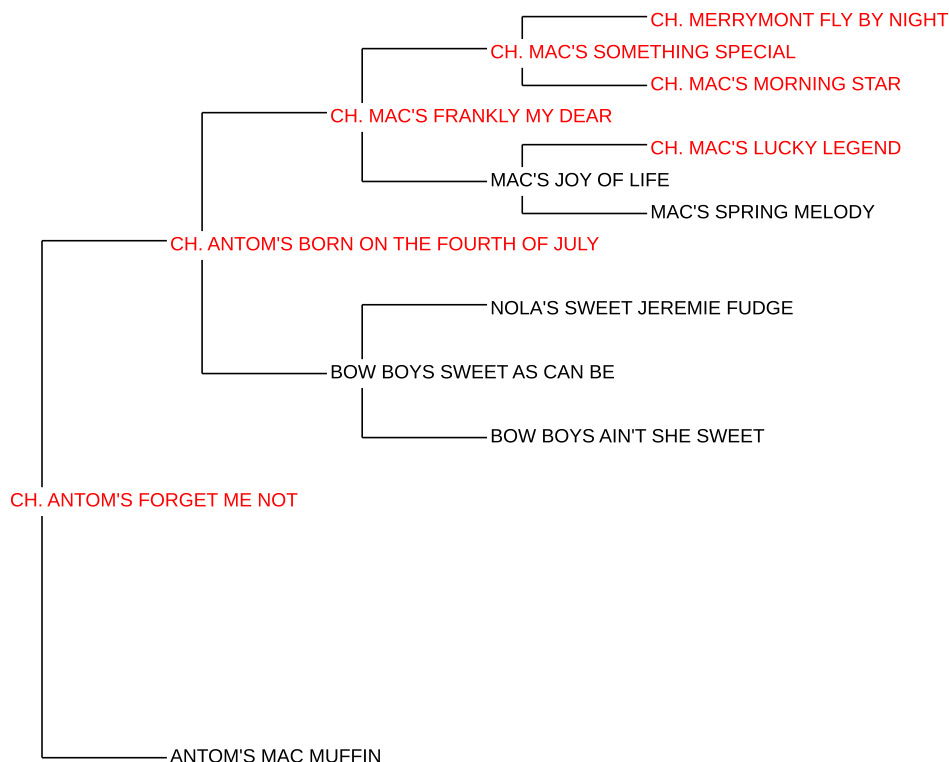 CH. MERRYMONT FLY BY NIGHT
CH. MAC'S SOMETHING SPECIAL
CH. MAC'S MORNING STAR
CH. MAC'S FRANKLY MY DEAR
CH. MAC'S LUCKY LEGEND
MAC'S JOY OF LIFE
MAC'S SPRING MELODY
CH. ANTOM'S BORN ON THE FOURTH OF JULY
NOLA'S SWEET JEREMIE FUDGE
BOW BOYS SWEET AS CAN BE
BOW BOYS AIN'T SHE SWEET
CH. ANTOM'S FORGET ME NOT
ANTOM'S MAC MUFFIN